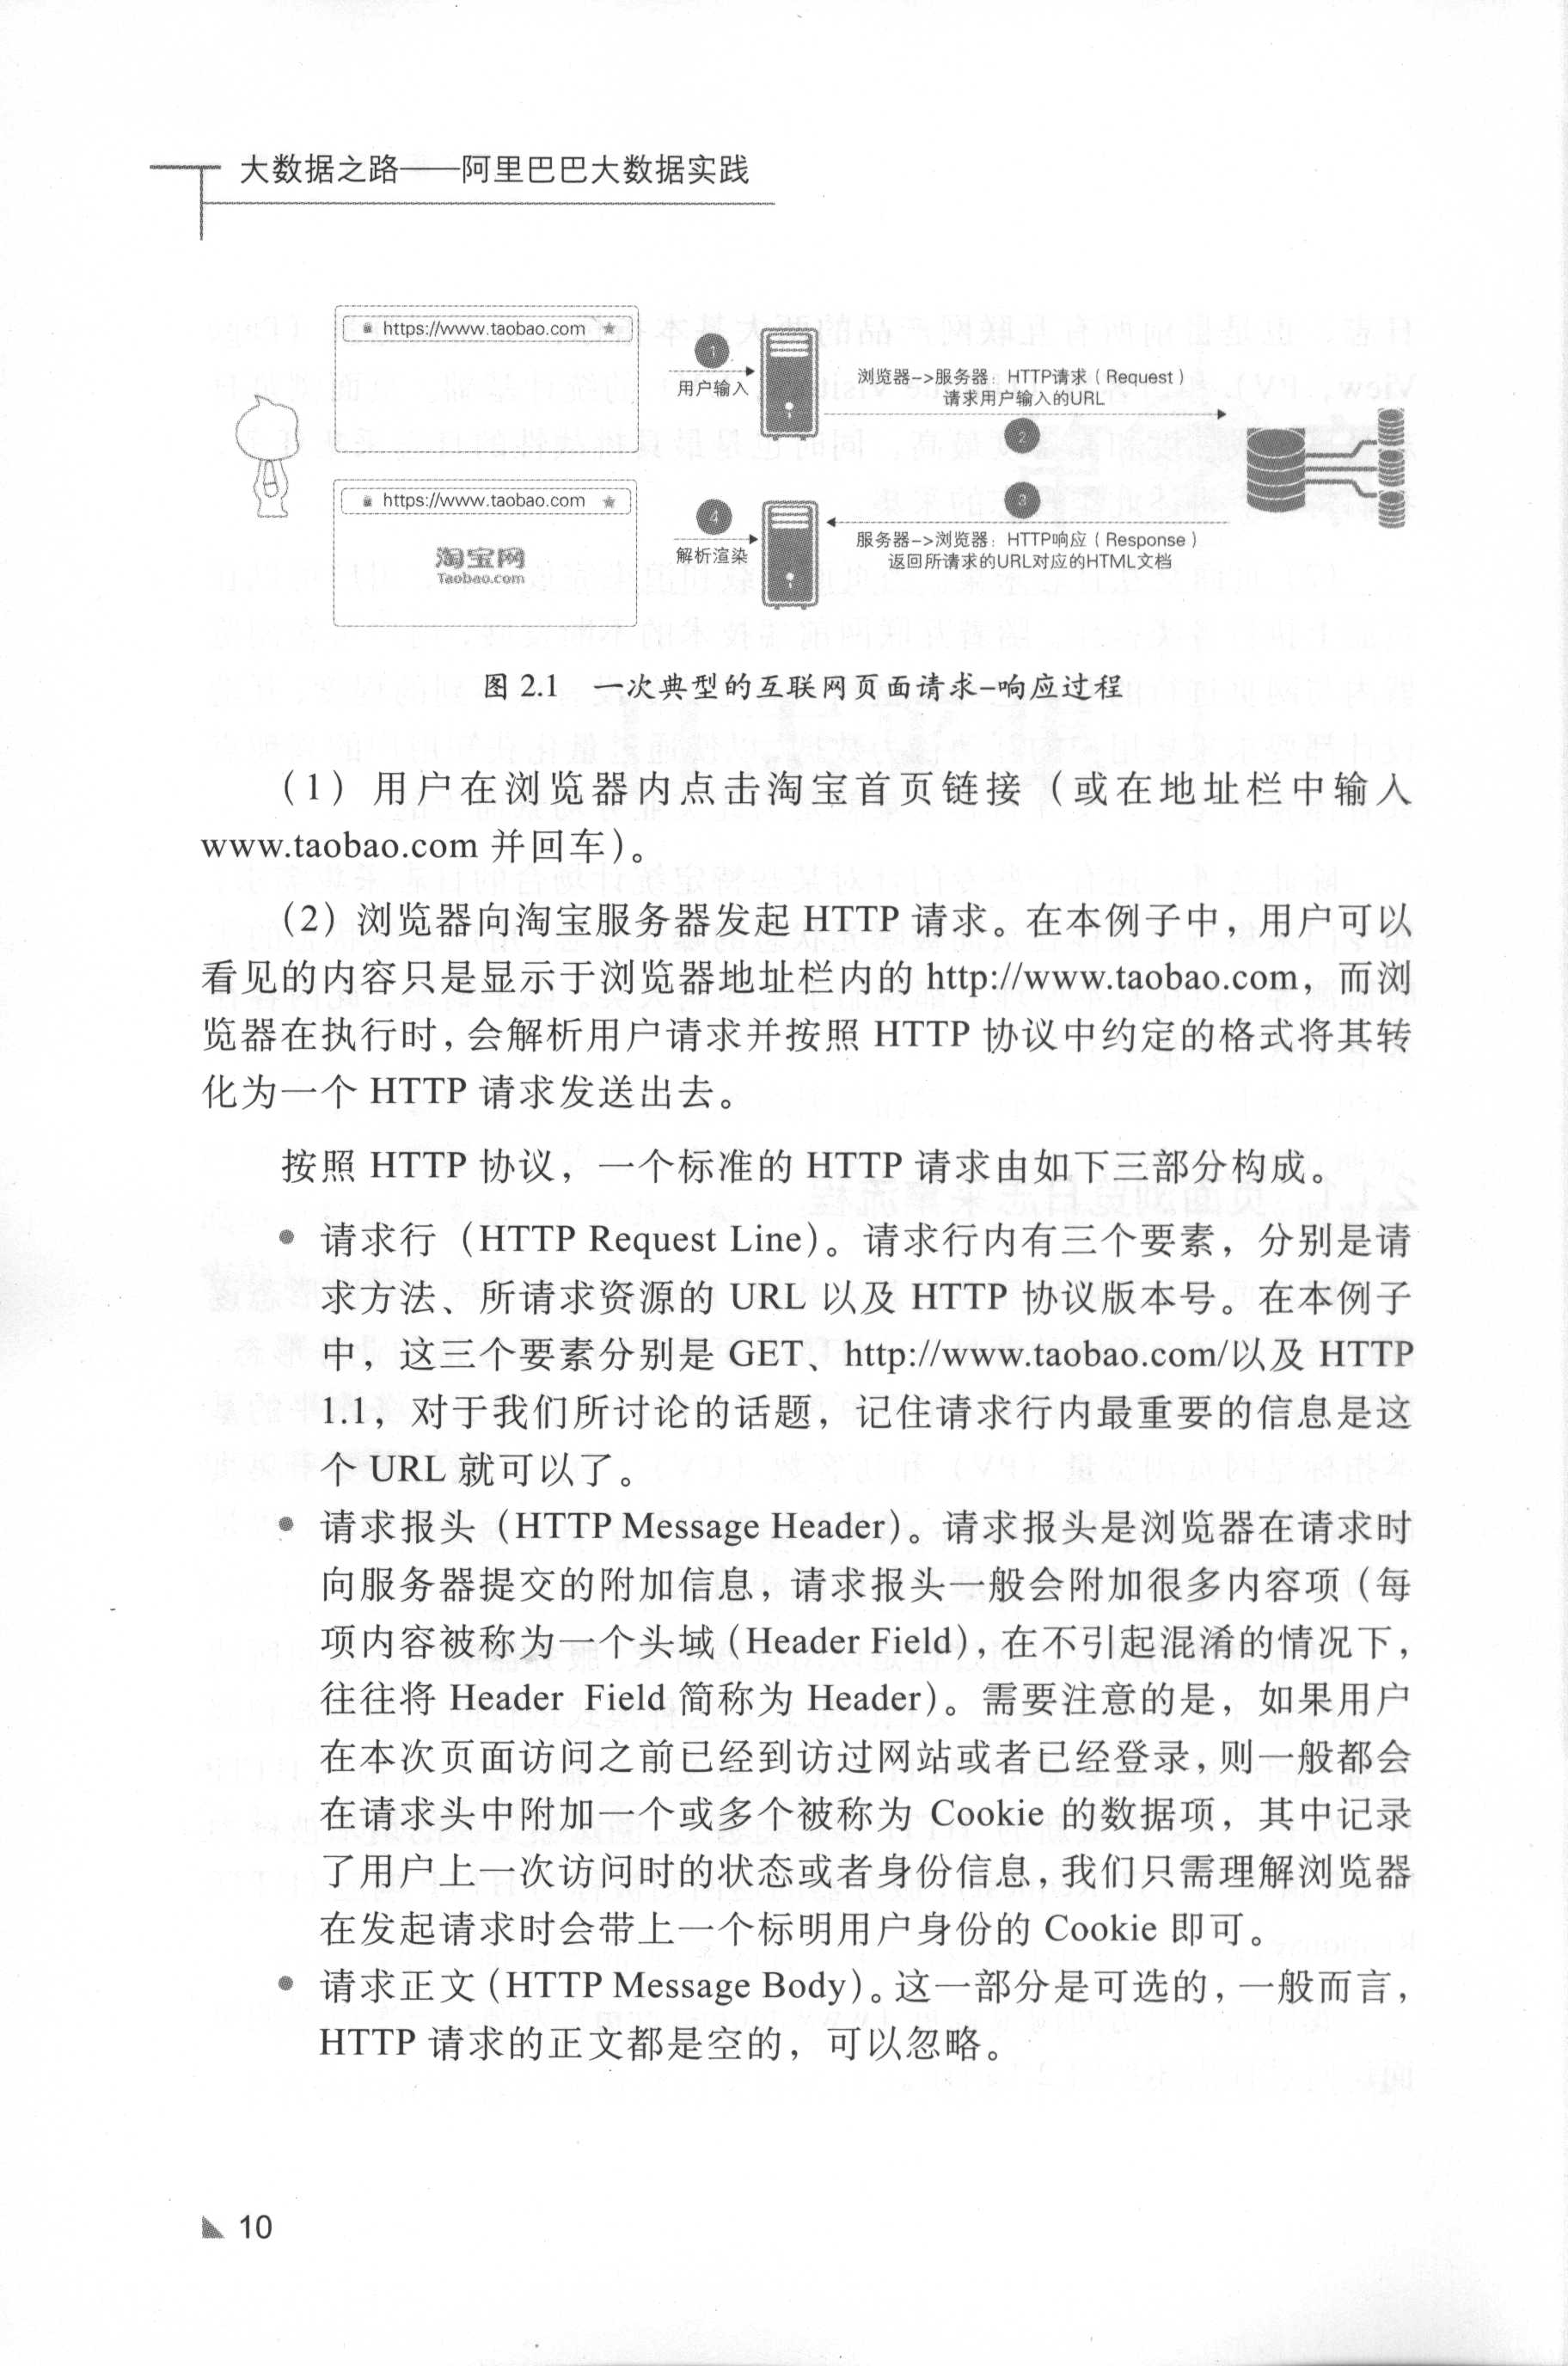 大数据之路——阿里巴巴大数据实践
https://www.taobao.com
1
用户输入
浏览器->服务器：HTTP请求（Request）
请求用户输入的URL
2
https://www.taobao.com
淘宝网
Taobao.com
4
解析渲染
3
服务器->浏览器：HTTP响应（Response）
返回所请求的URL对应的HTML文档
图 2.1 一次典型的互联网页面请求–响应过程
（1）用户在浏览器内点击淘宝首页链接（或在地址栏中输入
www.taobao.com 并回车）。
（2）浏览器向淘宝服务器发起 HTTP 请求。在本例子中，用户可以
看见的内容只是显示于浏览器地址栏内的 http://www.taobao.com，而浏
览器在执行时，会解析用户请求并按照 HTTP 协议中约定的格式将其转
化为一个 HTTP 请求发送出去。
按照 HTTP 协议，一个标准的 HTTP 请求由如下三部分构成。
● 请求行（HTTP Request Line）。请求行内有三个要素，分别是请
求方法、所请求资源的 URL 以及 HTTP 协议版本号。在本例子
中，这三个要素分别是 GET、http://www.taobao.com/以及 HTTP
1.1，对于我们所讨论的话题，记住请求行内最重要的信息是这
个 URL 就可以了。
● 请求报头（HTTP Message Header）。请求报头是浏览器在请求时
向服务器提交的附加信息，请求报头一般会附加很多内容项（每
项内容被称为一个头域（Header Field），在不引起混淆的情况下，
往往将 Header Field 简称为 Header）。需要注意的是，如果用户
在本次页面访问之前已经到访过网站或者已经登录，则一般都会
在请求头中附加一个或多个被称为 Cookie 的数据项，其中记录
了用户上一次访问时的状态或者身份信息，我们只需理解浏览器
在发起请求时会带上一个标明用户身份的 Cookie 即可。
● 请求正文（HTTP Message Body）。这一部分是可选的，一般而言，
HTTP 请求的正文都是空的，可以忽略。
10